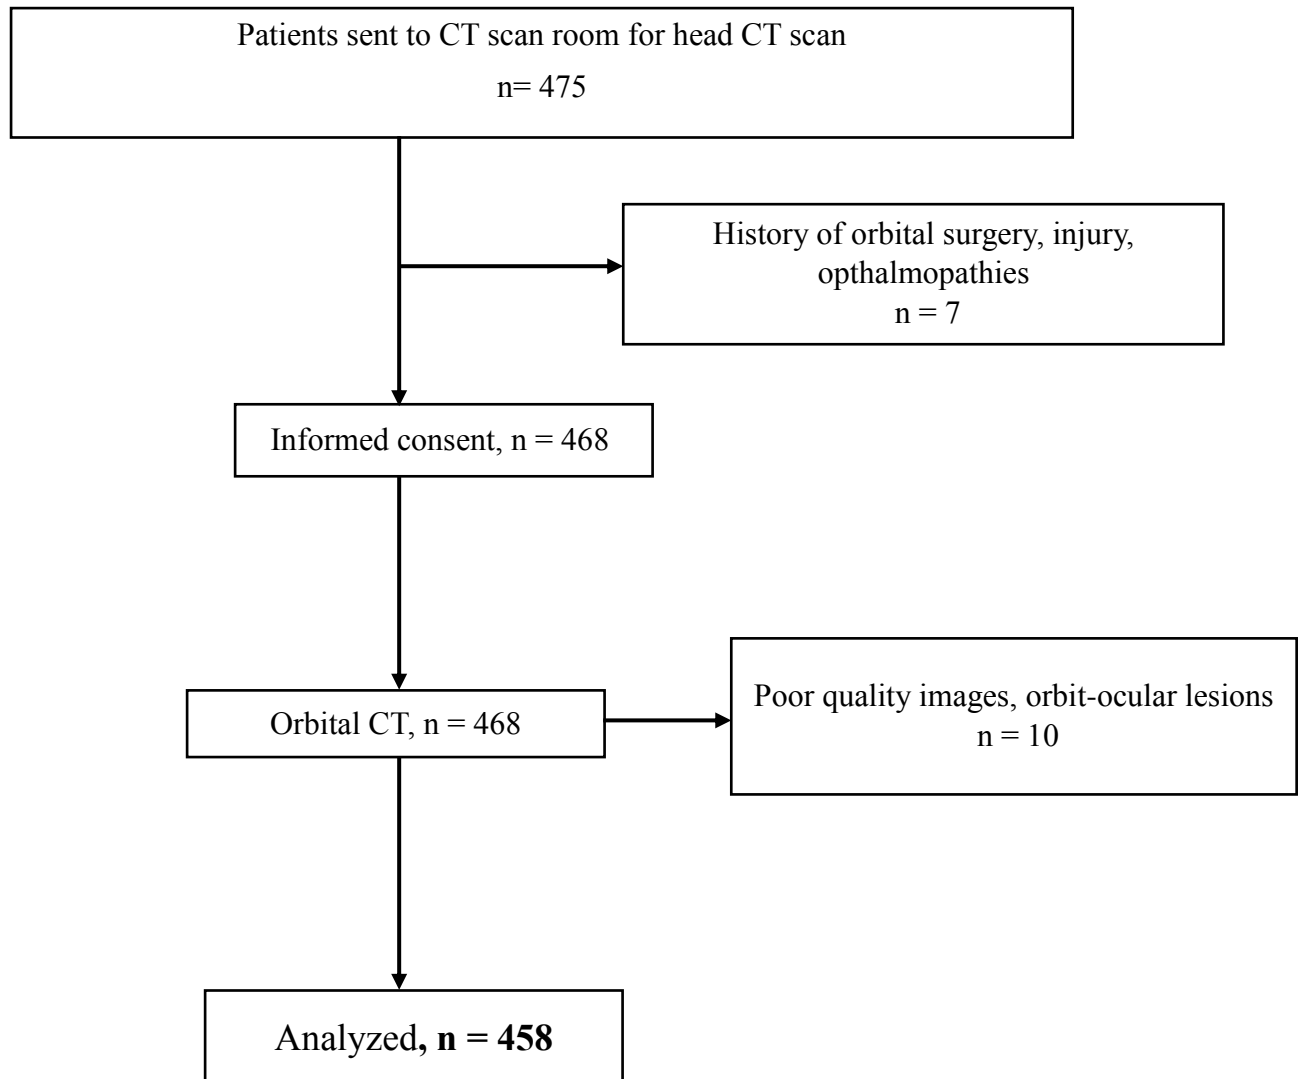 Patients sent to CT scan room for head CT scan
n= 475
History of orbital surgery, injury,
opthalmopathies
n = 7
Informed consent, n = 468
Orbital CT, n = 468
Poor quality images, orbit-ocular lesions
n = 10
Analyzed, n = 458